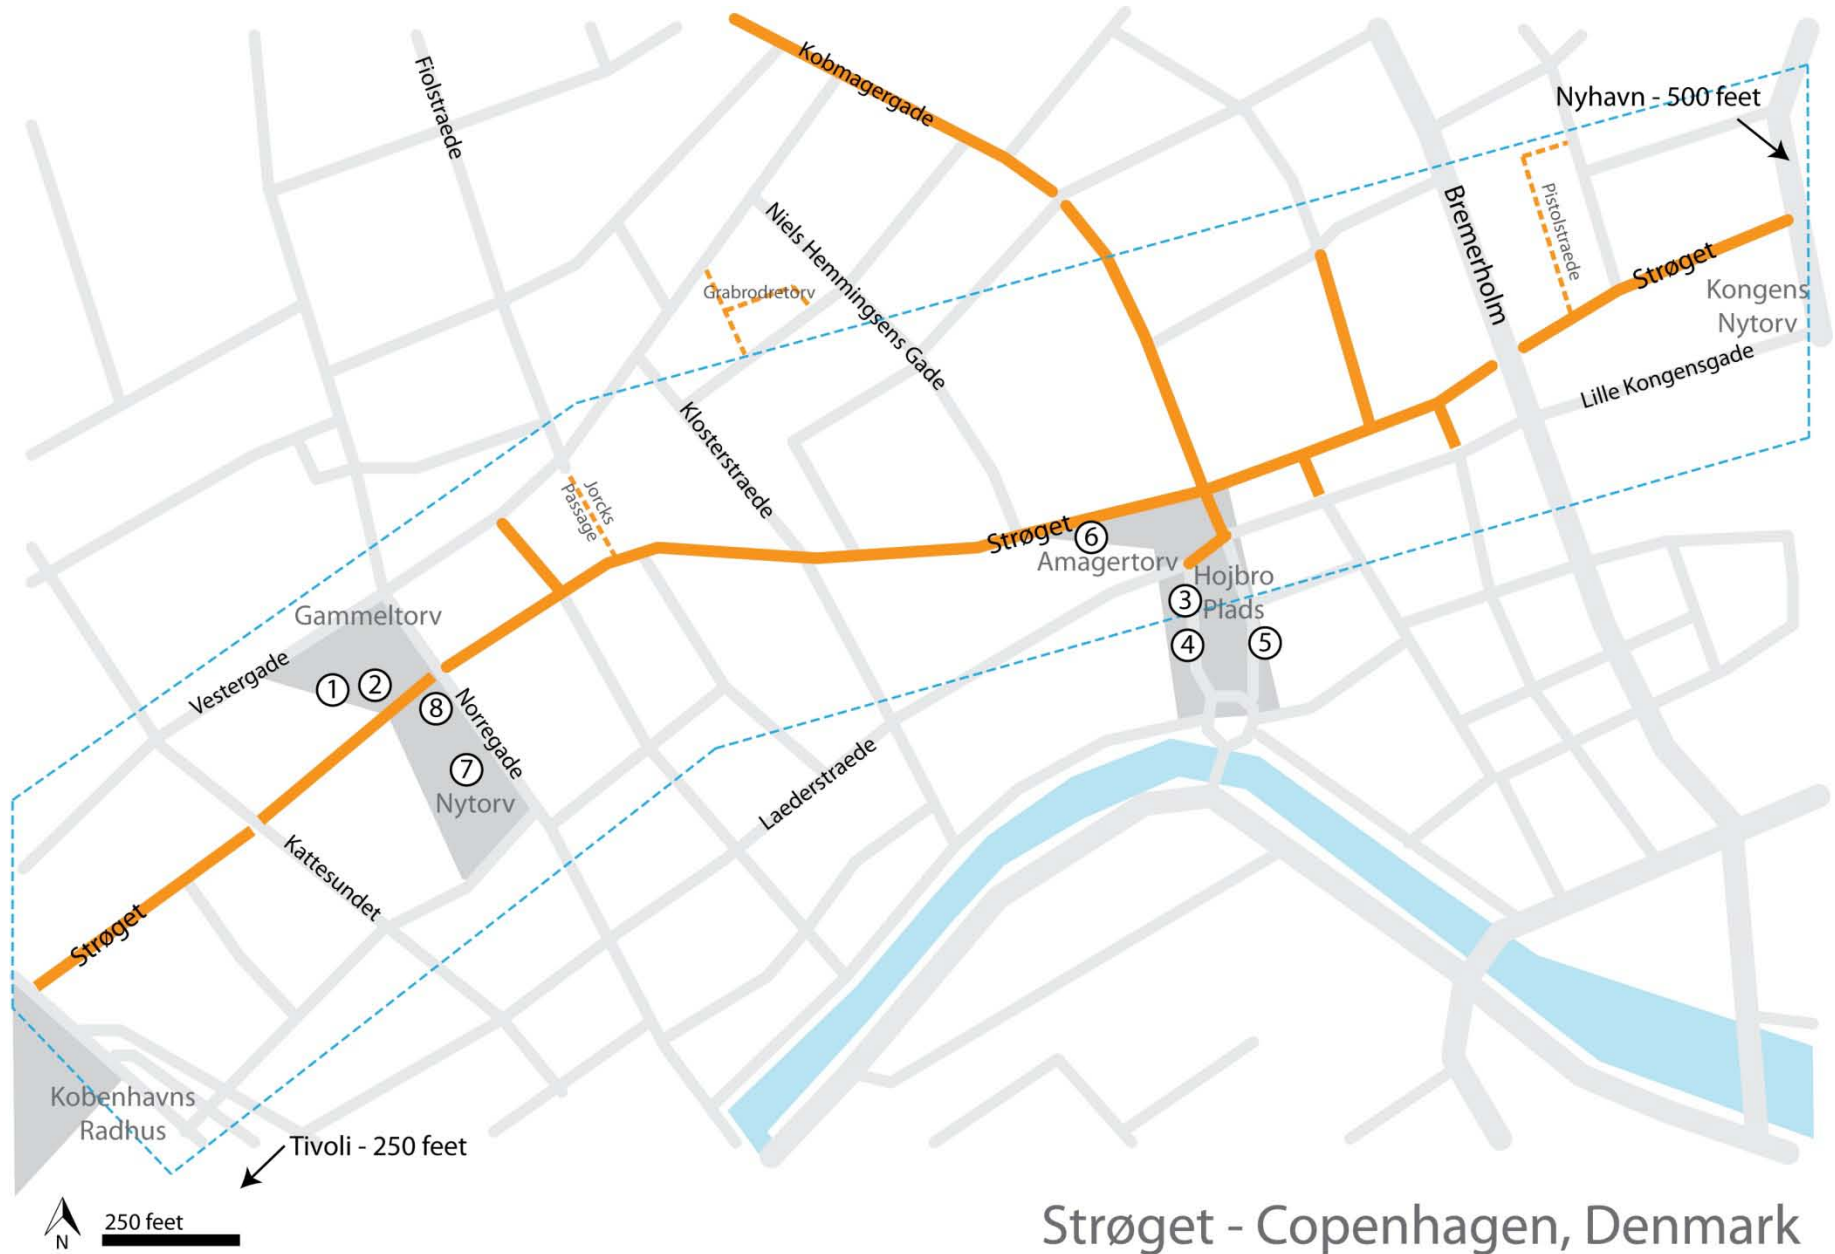 Kobmagergade
Fiolstraede
Nyhavn - 500 feet
Niels Hemmingsens Gade
Bremerholm
Pistolstraede
Strøget
Grabrodretorv
Kongens
Nytorv
Lille Kongensgade
Klosterstraede
Jorcks
Passage
Strøget
6
Amagertorv
Hojbro
Plads
3
4
5
Gammeltorv
Vestergade
1
2
8
Norregade
7
Nytorv
Laederstraede
Kattesundet
Strøget
Kobenhavns
Radhus
Tivoli - 250 feet
N
250 feet
Strøget - Copenhagen, Denmark